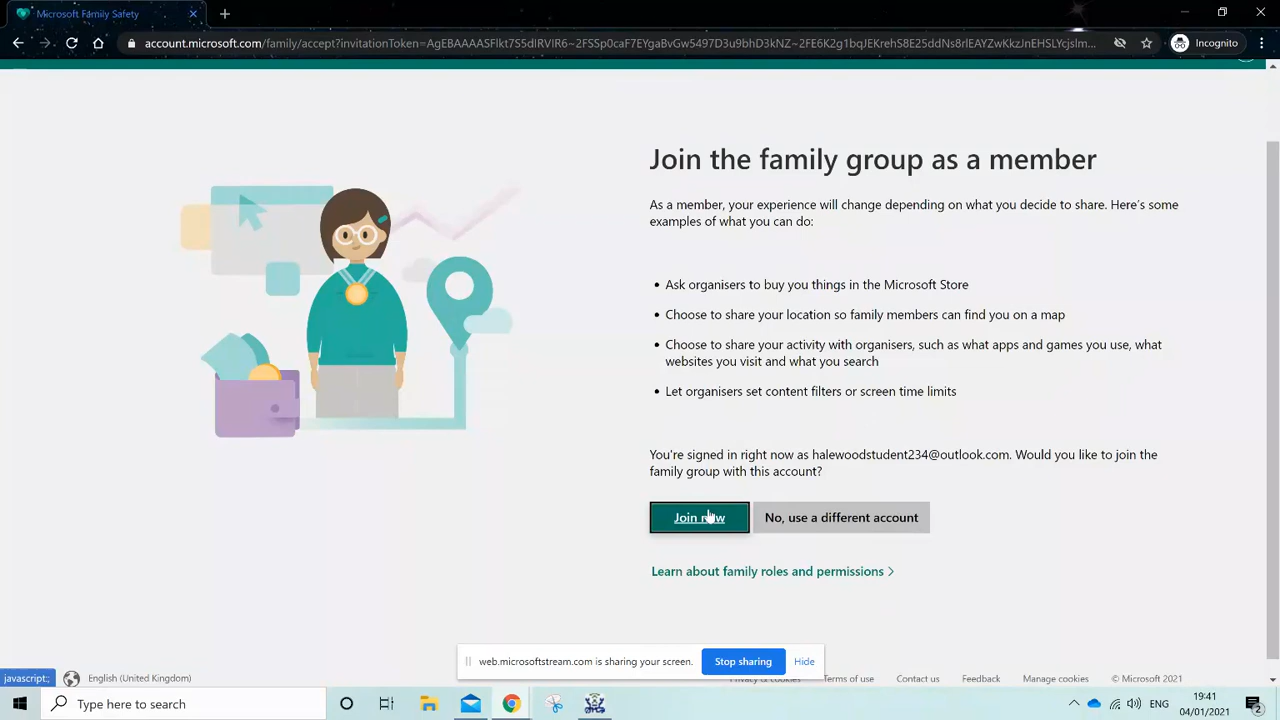 Microsoft Family Safety
account.microsoft.com/family/accept?invitationToken=AgEBAAAASFlkt7S5dIRVIR6~2FSSp0caF7EYgaBvGw5497D3u9bhD3kNZ~2FE6K2g1bqJEKrehS8E25ddNs8rlEAYZwKkzJnEHSLYcjslm...
Incognito
Join the family group as a member
As a member, your experience will change depending on what you decide to share. Here's some
examples of what you can do:
• Ask organisers to buy you things in the Microsoft Store
• Choose to share your location so family members can find you on a map
• Choose to share your activity with organisers, such as what apps and games you use, what
websites you visit and what you search
• Let organisers set content filters or screen time limits
You're signed in right now as halewoodstudent234@outlook.com. Would you like to join the
family group with this account?
Join now
No, use a different account
Learn about family roles and permissions
web.microsoftstream.com is sharing your screen.
Stop sharing
Hide
javascript:;
English (United Kingdom)
Privacy & cookies
Terms of use
Contact us
Feedback
Manage cookies
© Microsoft 2021
Type here to search
ENG
19:41
04/01/2021
2